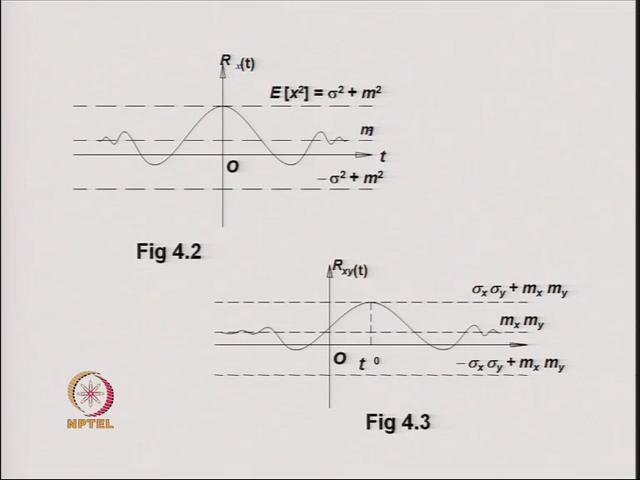 R x(t)
E [x²] = σ² + m²
m
t
O
− σ² + m²
Fig 4.2
Rxy(t)
σx σy + mx my
mx my
O t 0
− σx σy + mx my
Fig 4.3
NPTEL